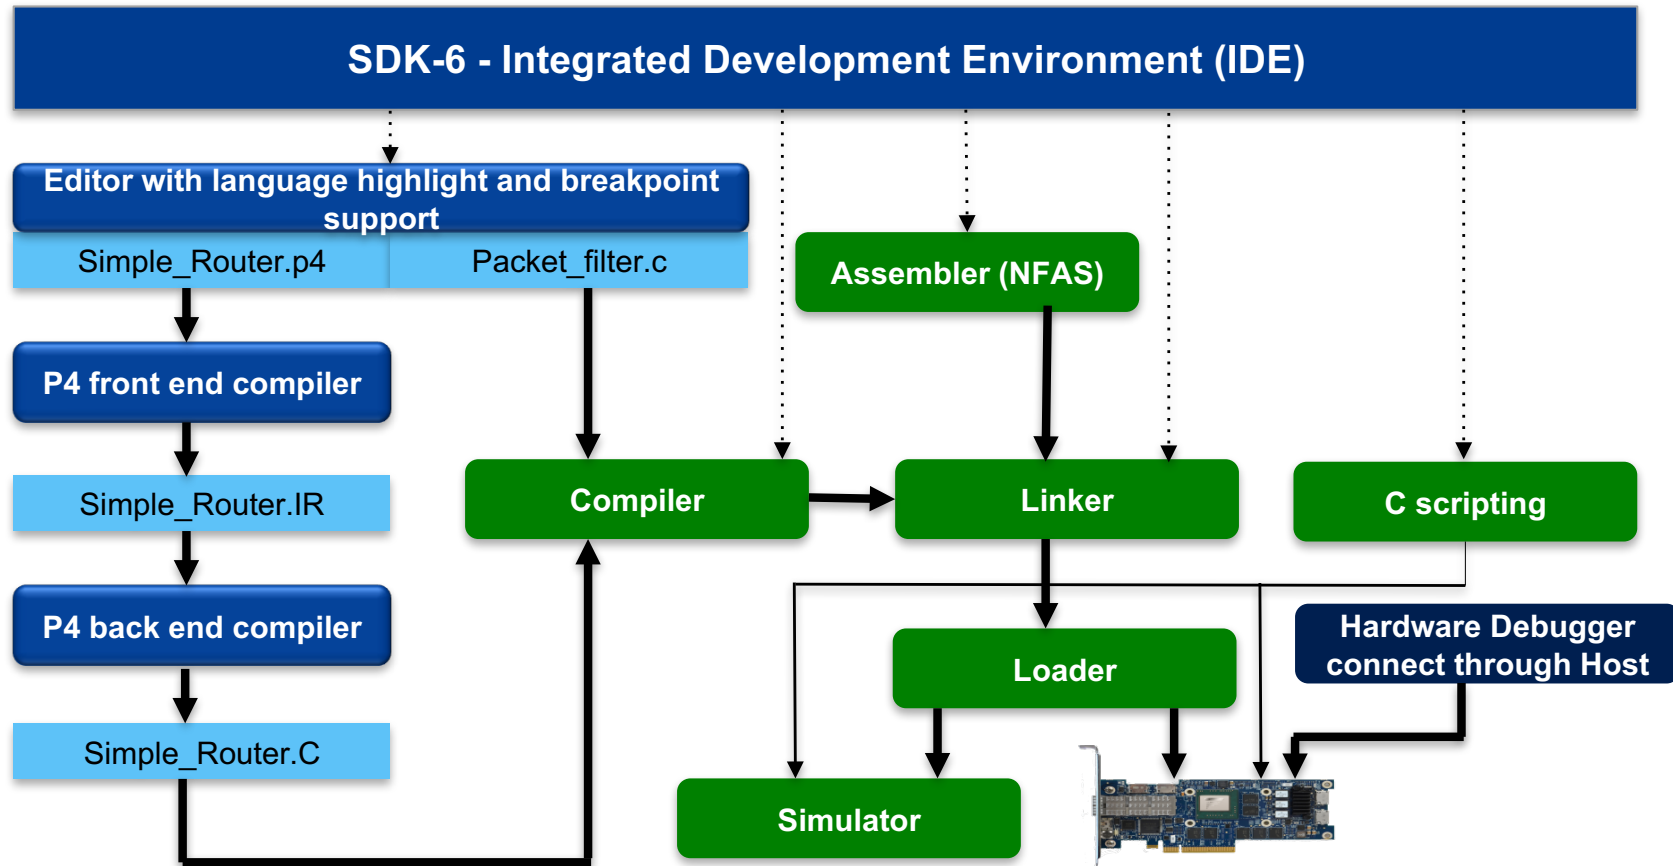 SDK-6 - Integrated Development Environment (IDE)
Editor with language highlight and breakpoint
support
Simple_Router.p4
Packet_filter.c
Assembler (NFAS)
P4 front end compiler
Simple_Router.IR
Compiler
Linker
C scripting
P4 back end compiler
Hardware Debugger
connect through Host
Loader
Simple_Router.C
Simulator